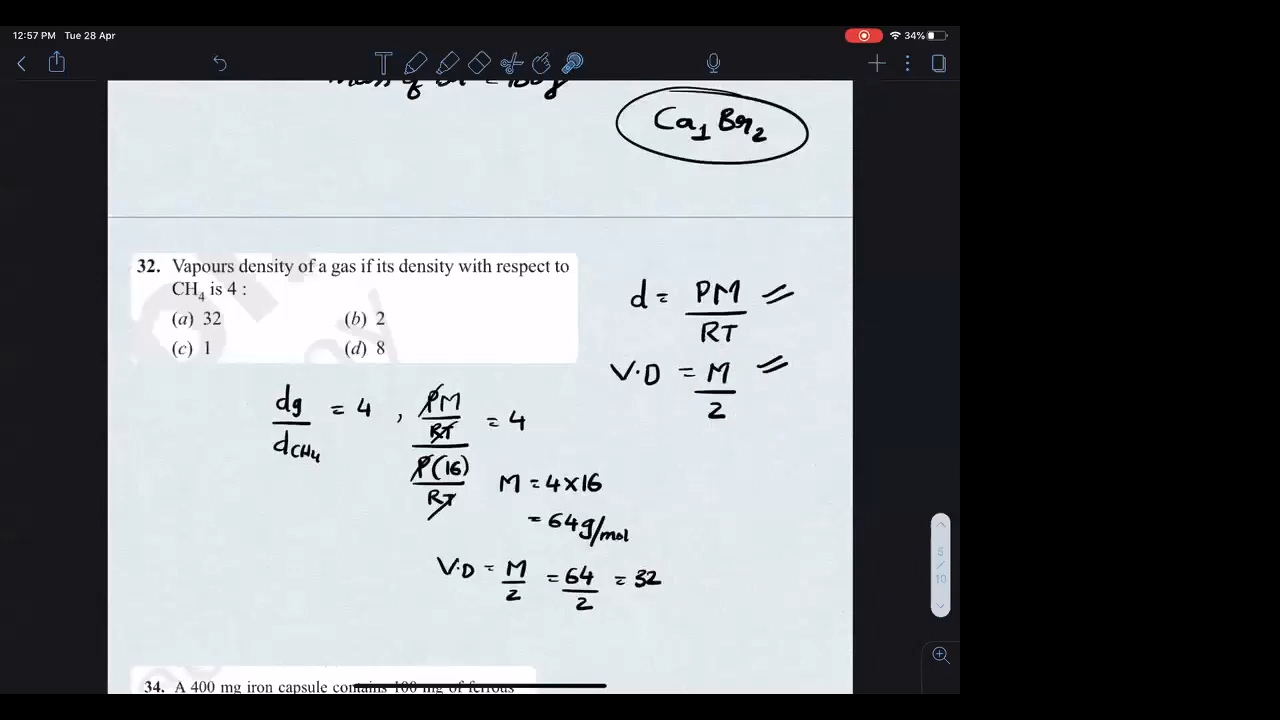 12:57 PM Tue 28 Apr
34%
T
Ca₁ Br₂
32. Vapours density of a gas if its density with respect to
CH₄ is 4 :
(a) 32 (b) 2
(c) 1 (d) 8
d = PM/RT
V.D = M/2
dg/dCH₄ = 4 , (PM/RT)/(P(16)/RT) = 4
M = 4×16
= 64g/mol
V.D = M/2 = 64/2 = 32
5
/
10
34. A 400 mg iron capsule contains 100 mg of ferrous